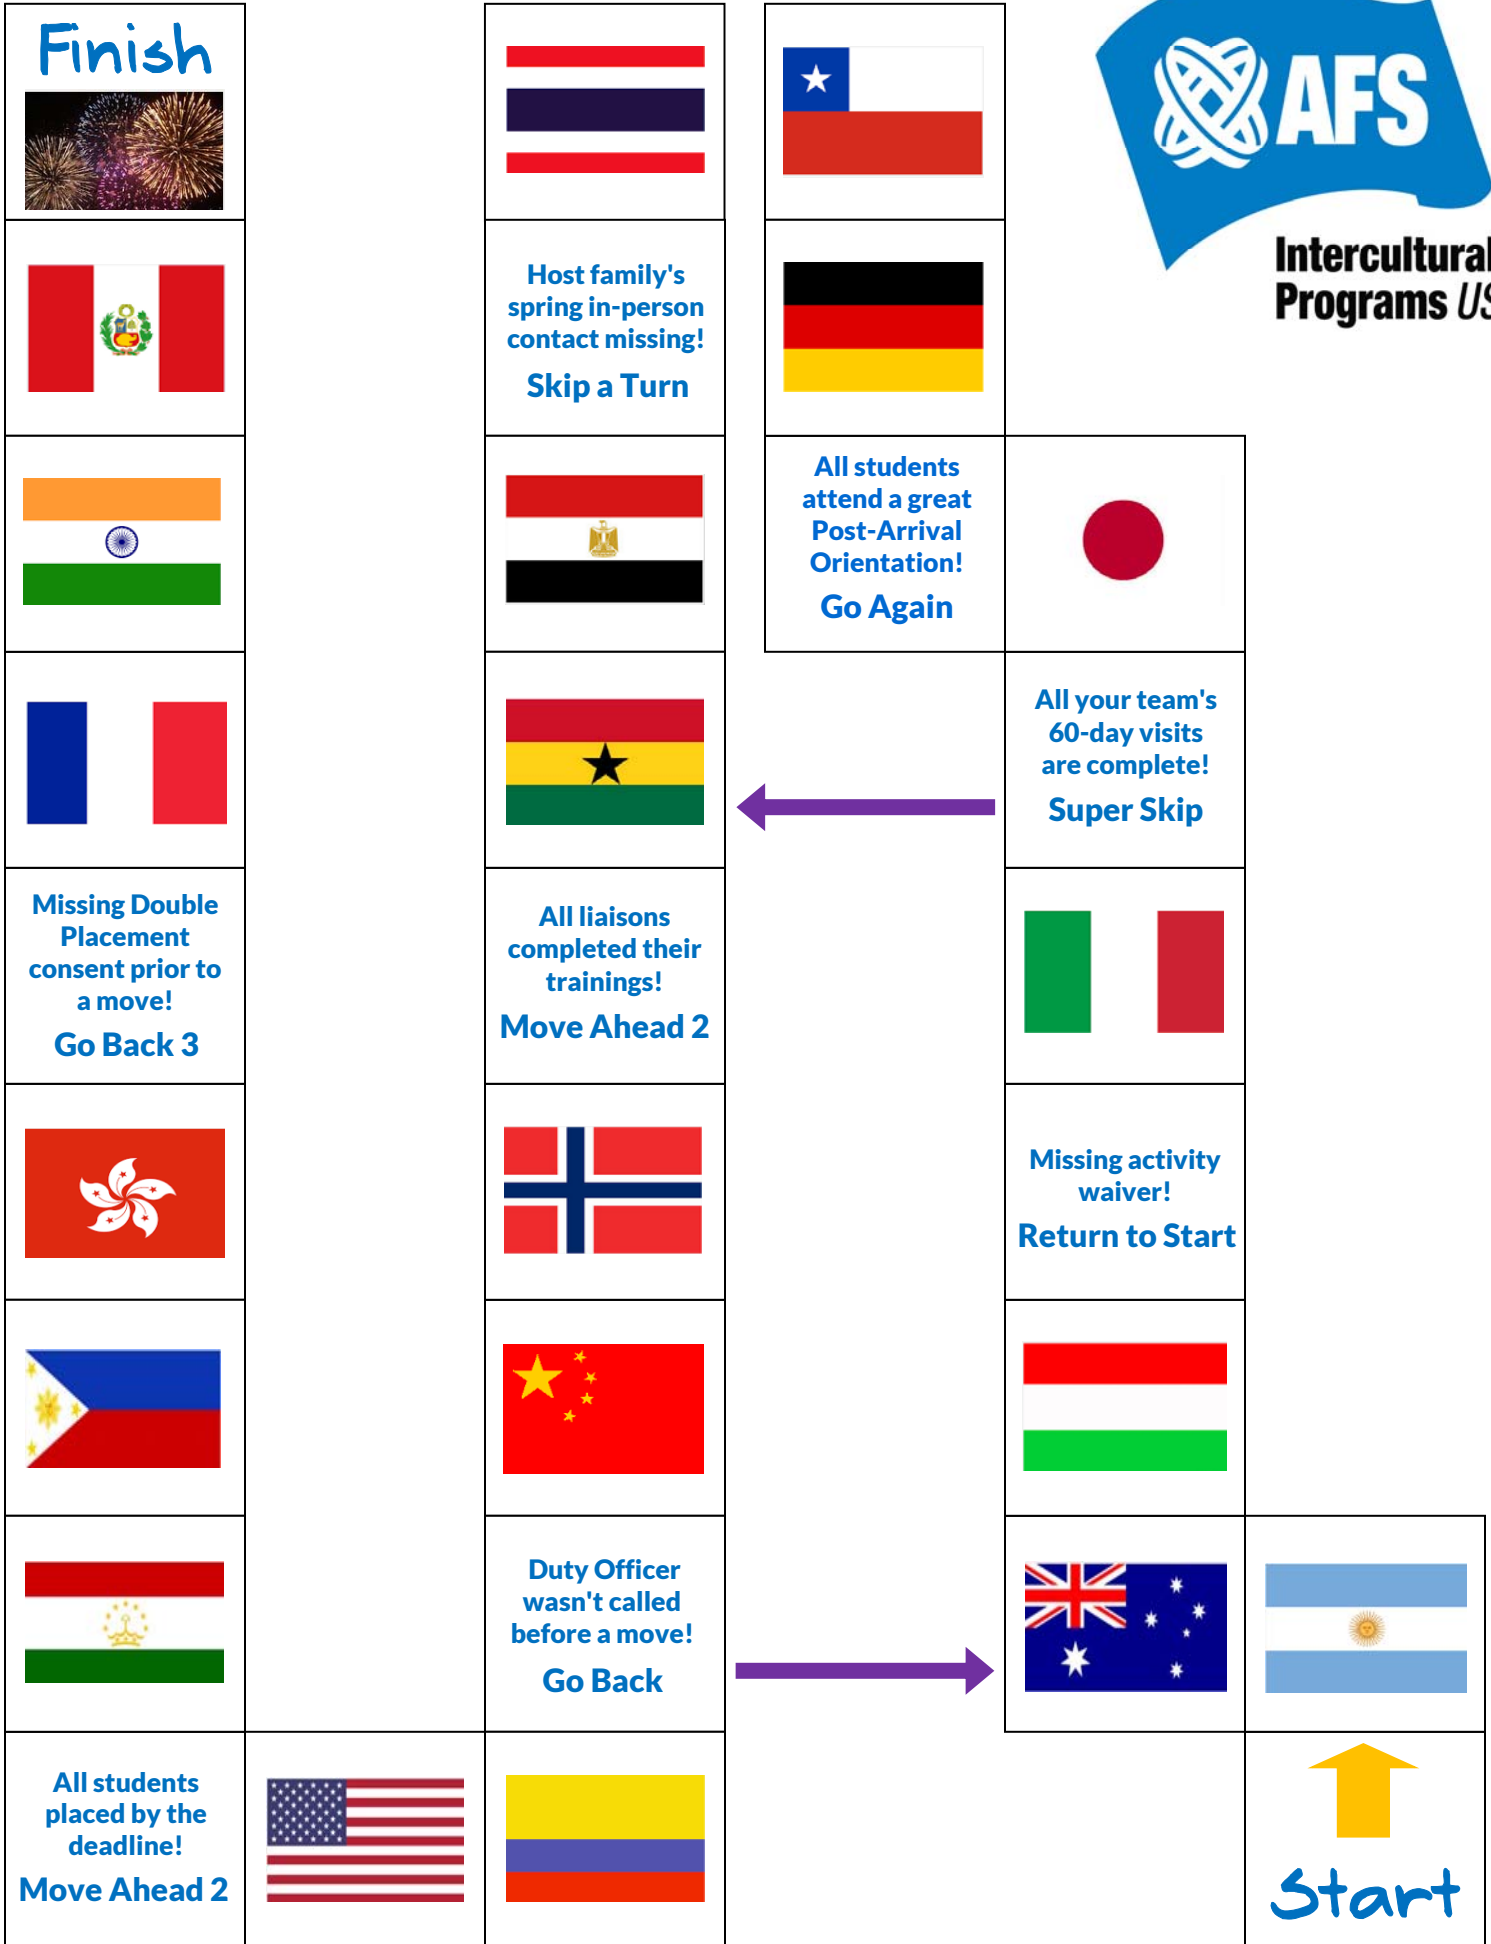 Finish
AFS
Intercultural
Programs US
Host family's
spring in-person
contact missing!
Skip a Turn
All students
attend a great
Post-Arrival
Orientation!
Go Again
All your team's
60-day visits
are complete!
Super Skip
Missing Double
Placement
consent prior to
a move!
Go Back 3
All liaisons
completed their
trainings!
Move Ahead 2
Missing activity
waiver!
Return to Start
Duty Officer
wasn't called
before a move!
Go Back
All students
placed by the
deadline!
Move Ahead 2
Start